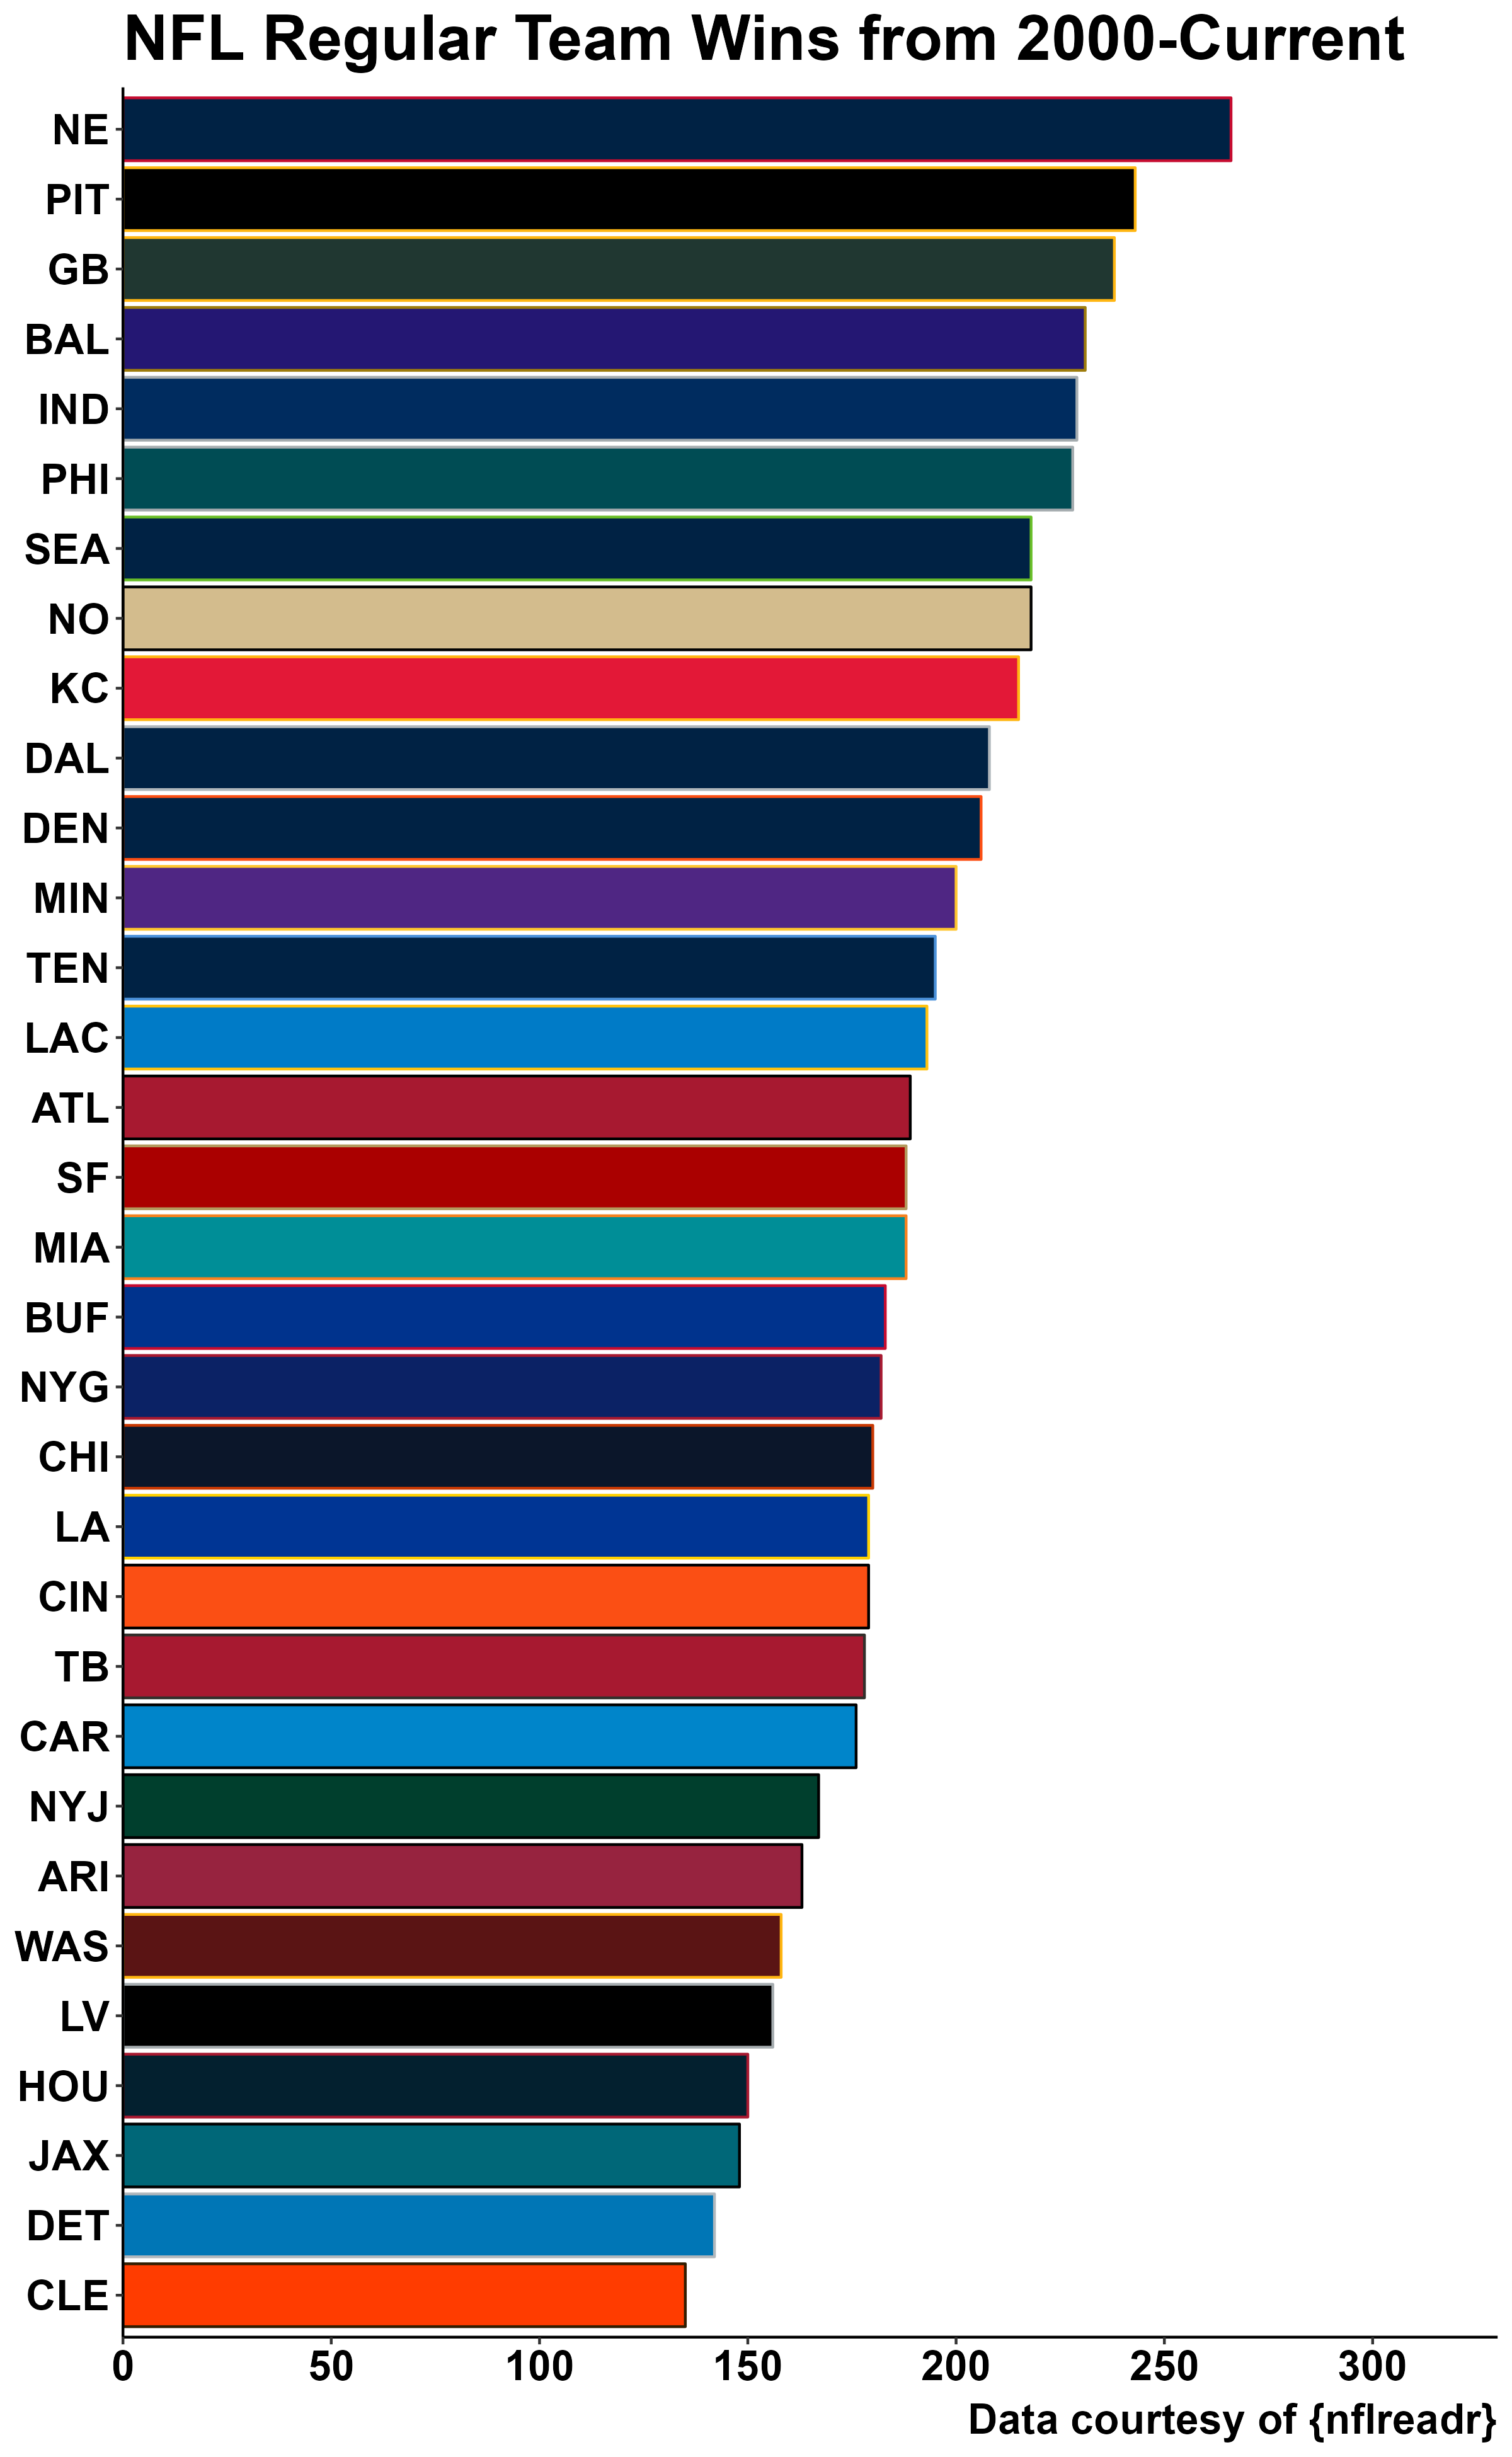 NFL Regular Team Wins from 2000-Current
NE
PIT
GB
BAL
IND
PHI
SEA
NO
KC
DAL
DEN
MIN
TEN
LAC
ATL
SF
MIA
BUF
NYG
CHI
LA
CIN
TB
CAR
NYJ
ARI
WAS
LV
HOU
JAX
DET
CLE
0 50 100 150 200 250 300
Data courtesy of {nflreadr}